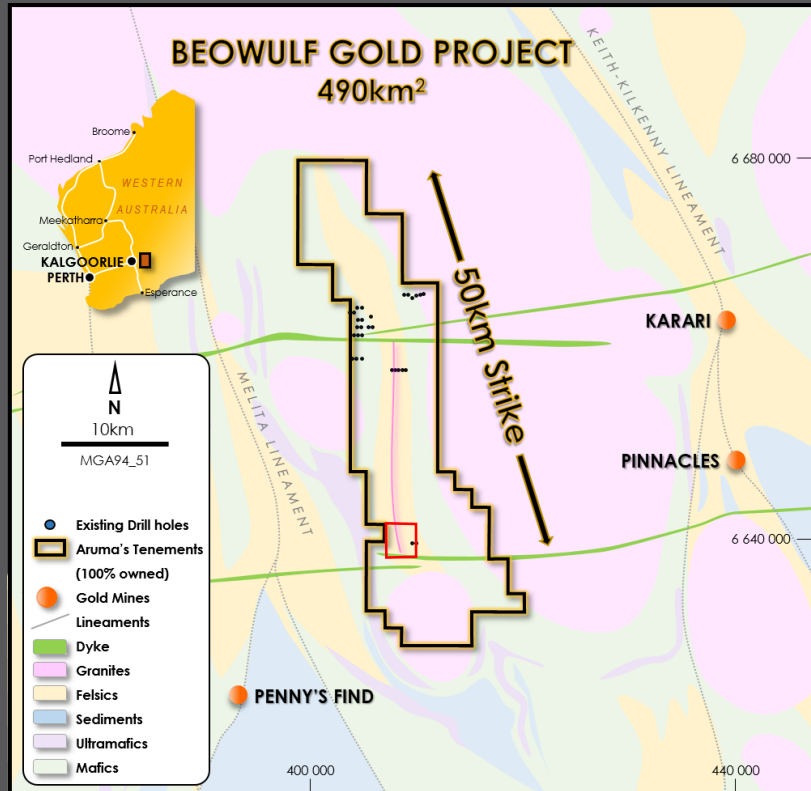 BEOWULF GOLD PROJECT
490km²
KEITH-KILKENNY LINEAMENT
6 680 000
Broome
Port Hedland
WESTERN
AUSTRALIA
Meekatharra
Geraldton
KALGOORLIE
PERTH
Esperance
50km Strike
KARARI
MELITA LINEAMENT
PINNACLES
6 640 000
PENNY'S FIND
400 000
440 000
N
10km
MGA94_51
Existing Drill holes
Aruma's Tenements
(100% owned)
Gold Mines
Lineaments
Dyke
Granites
Felsics
Sediments
Ultramafics
Mafics